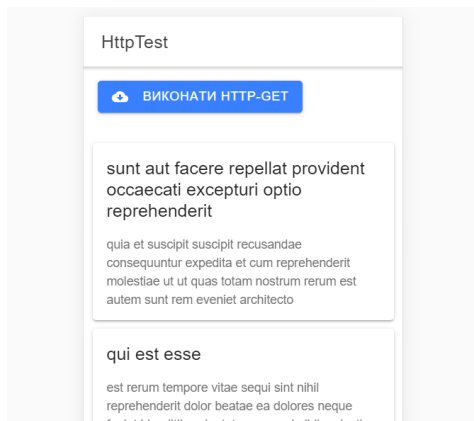 HttpTest
ВИКОНАТИ HTTP-GET
sunt aut facere repellat provident
occaecati excepturi optio
reprehenderit
quia et suscipit suscipit recusandae
consequuntur expedita et cum reprehenderit
molestiae ut ut quas totam nostrum rerum est
autem sunt rem eveniet architecto
qui est esse
est rerum tempore vitae sequi sint nihil
reprehenderit dolor beatae ea dolores neque